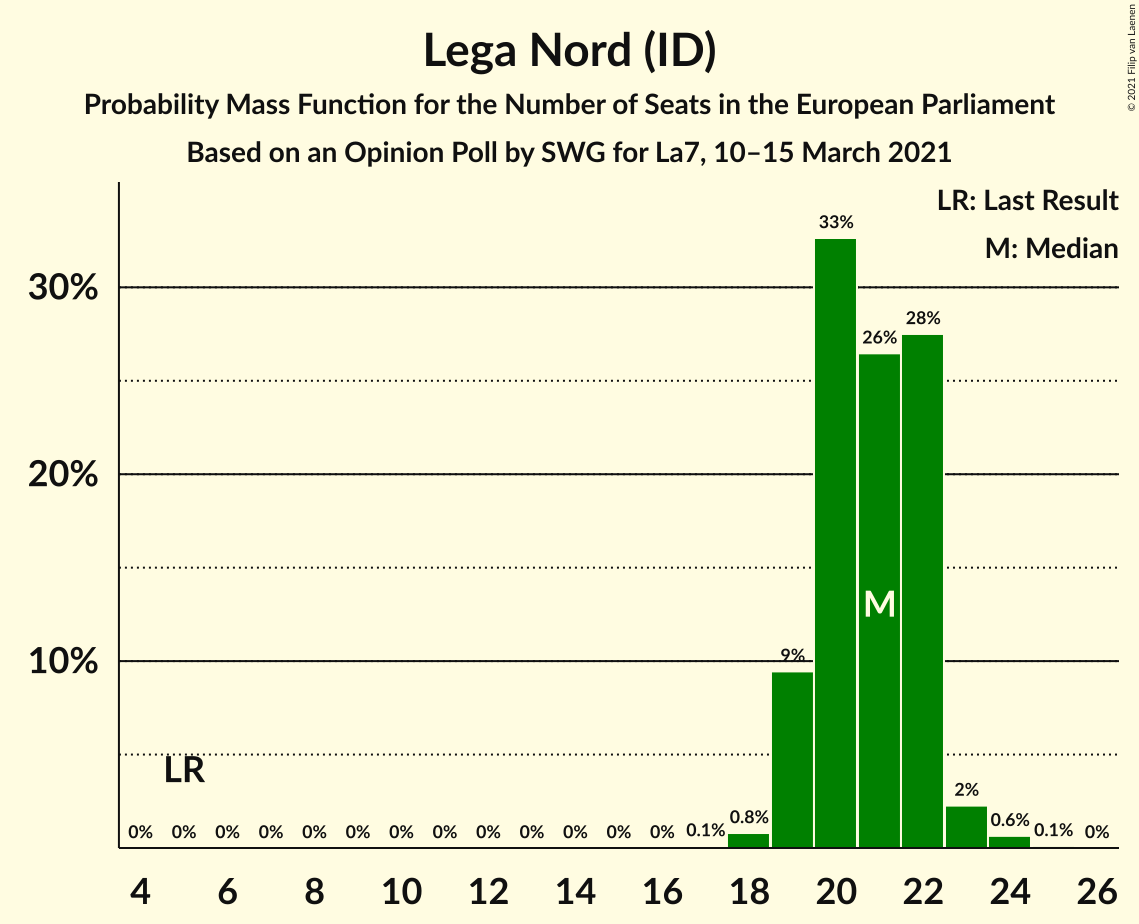 Lega Nord (ID)
Probability Mass Function for the Number of Seats in the European Parliament
Based on an Opinion Poll by SWG for La7, 10–15 March 2021
© 2021 Filip van Laenen
LR: Last Result
M: Median
30%
20%
10%
33%
28%
26%
9%
M
LR
0% 0% 0% 0% 0% 0% 0% 0% 0% 0% 0% 0% 0% 0.1% 0.8% 2% 0.6% 0.1% 0%
4 6 8 10 12 14 16 18 20 22 24 26